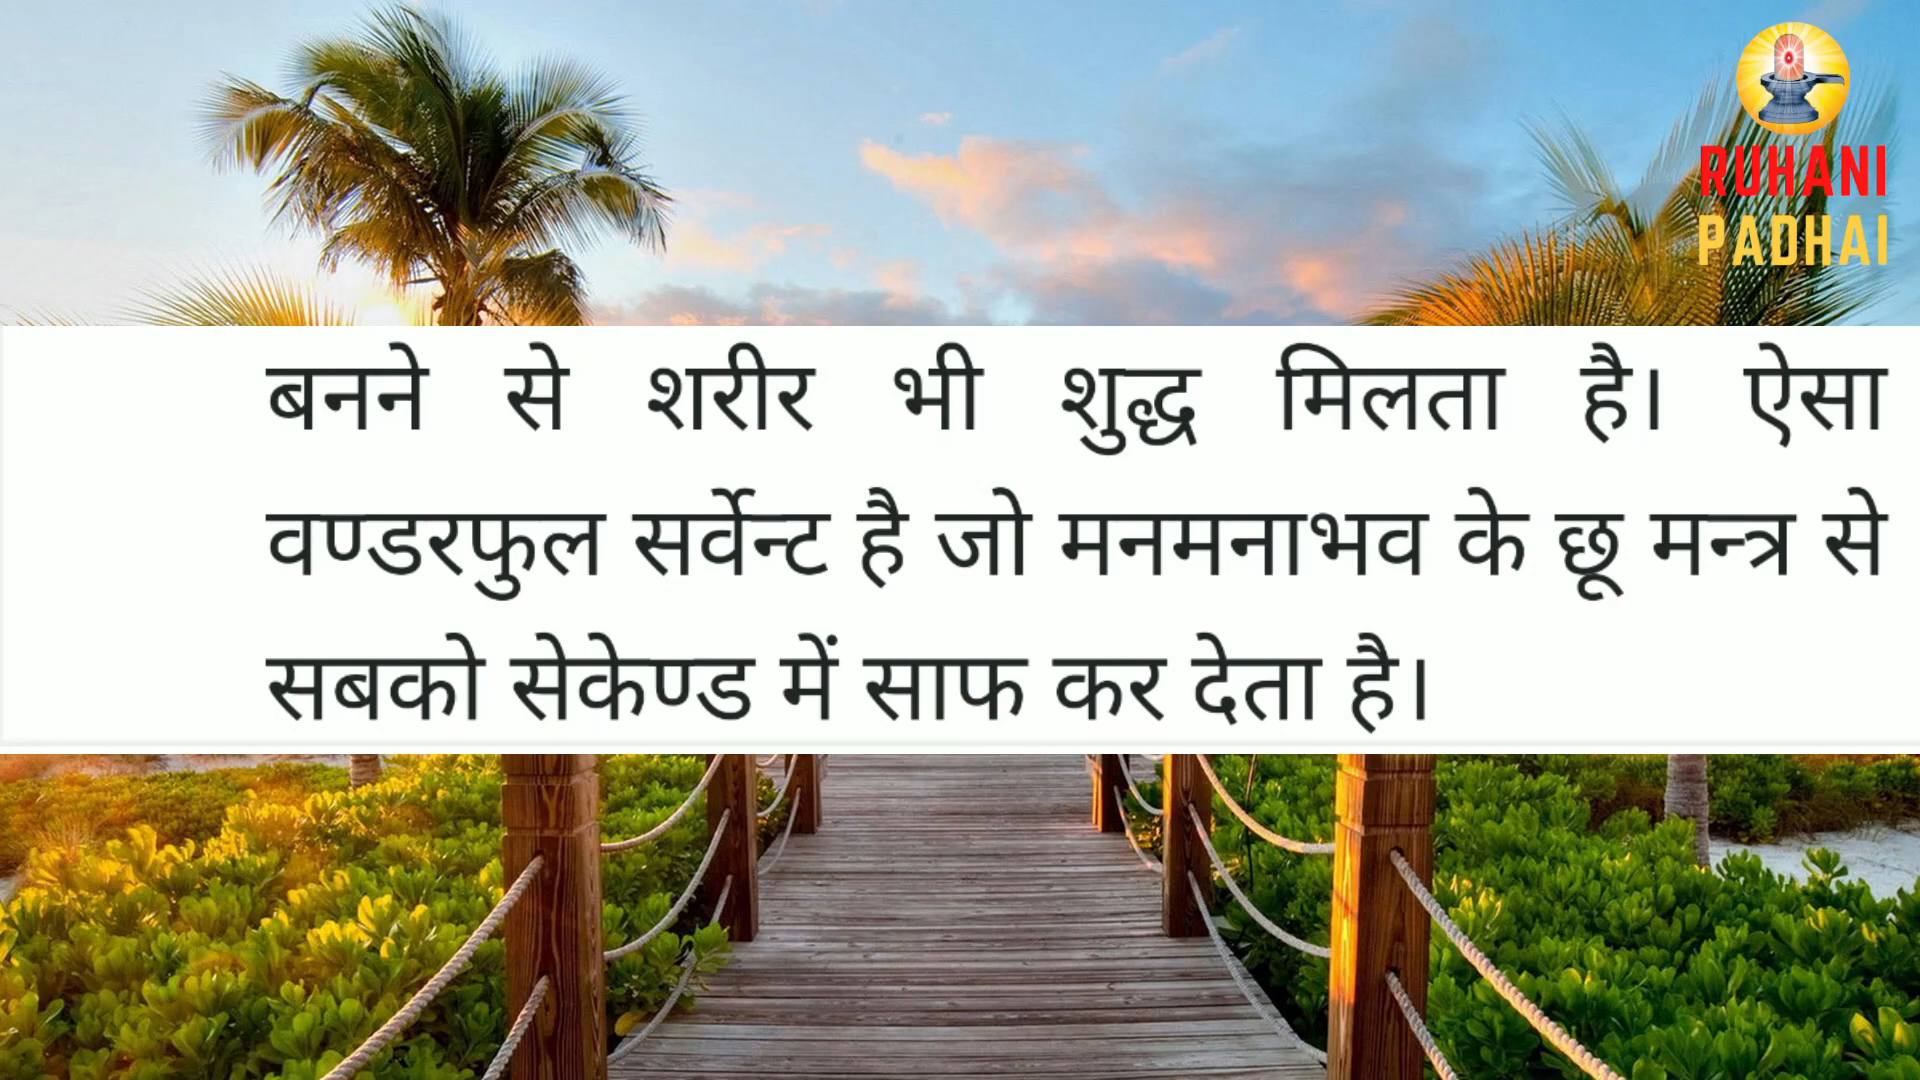 RUHANI
PADHAI
बनने से शरीर भी शुद्ध मिलता है। ऐसा
वण्डरफुल सर्वेन्ट है जो मनमनाभव के छू मन्त्र से
सबको सेकेण्ड में साफ कर देता है।